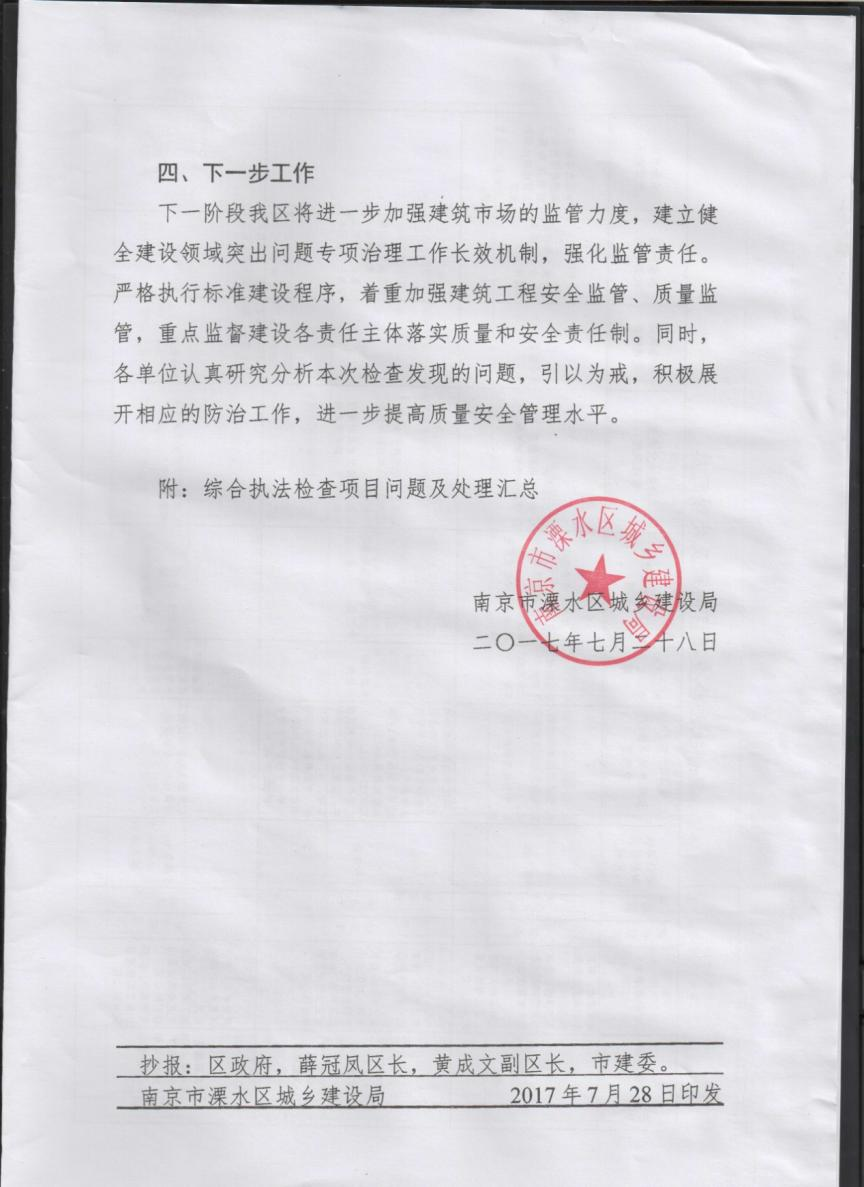 四、下一步工作
下一阶段我区将进一步加强建筑市场的监管力度，建立健
全建设领域突出问题专项治理工作长效机制，强化监管责任。
严格执行标准建设程序，着重加强建筑工程安全监管、质量监
管，重点监督建设各责任主体落实质量和安全责任制。同时，
各单位认真研究分析本次检查发现的问题，引以为戒，积极展
开相应的防治工作，进一步提高质量安全管理水平。
附：综合执法检查项目问题及处理汇总
南京市溧水区城乡建设局
南京市溧水区城乡建设局
二〇一七年七月二十八日
抄报：区政府，薛冠凤区长，黄成文副区长，市建委。
南京市溧水区城乡建设局 2017年7月28日印发